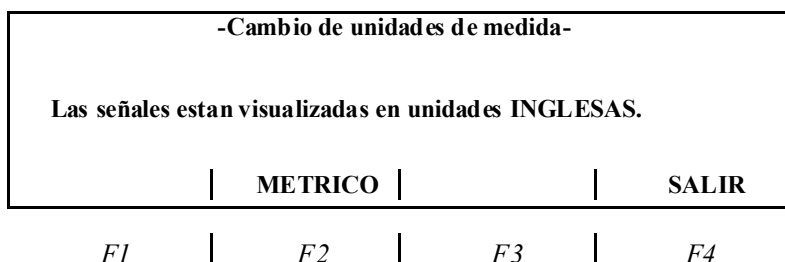 -Cambio de unidades de medida-
Las señales estan visualizadas en unidades INGLESAS.
METRICO SALIR
F1 F2 F3 F4